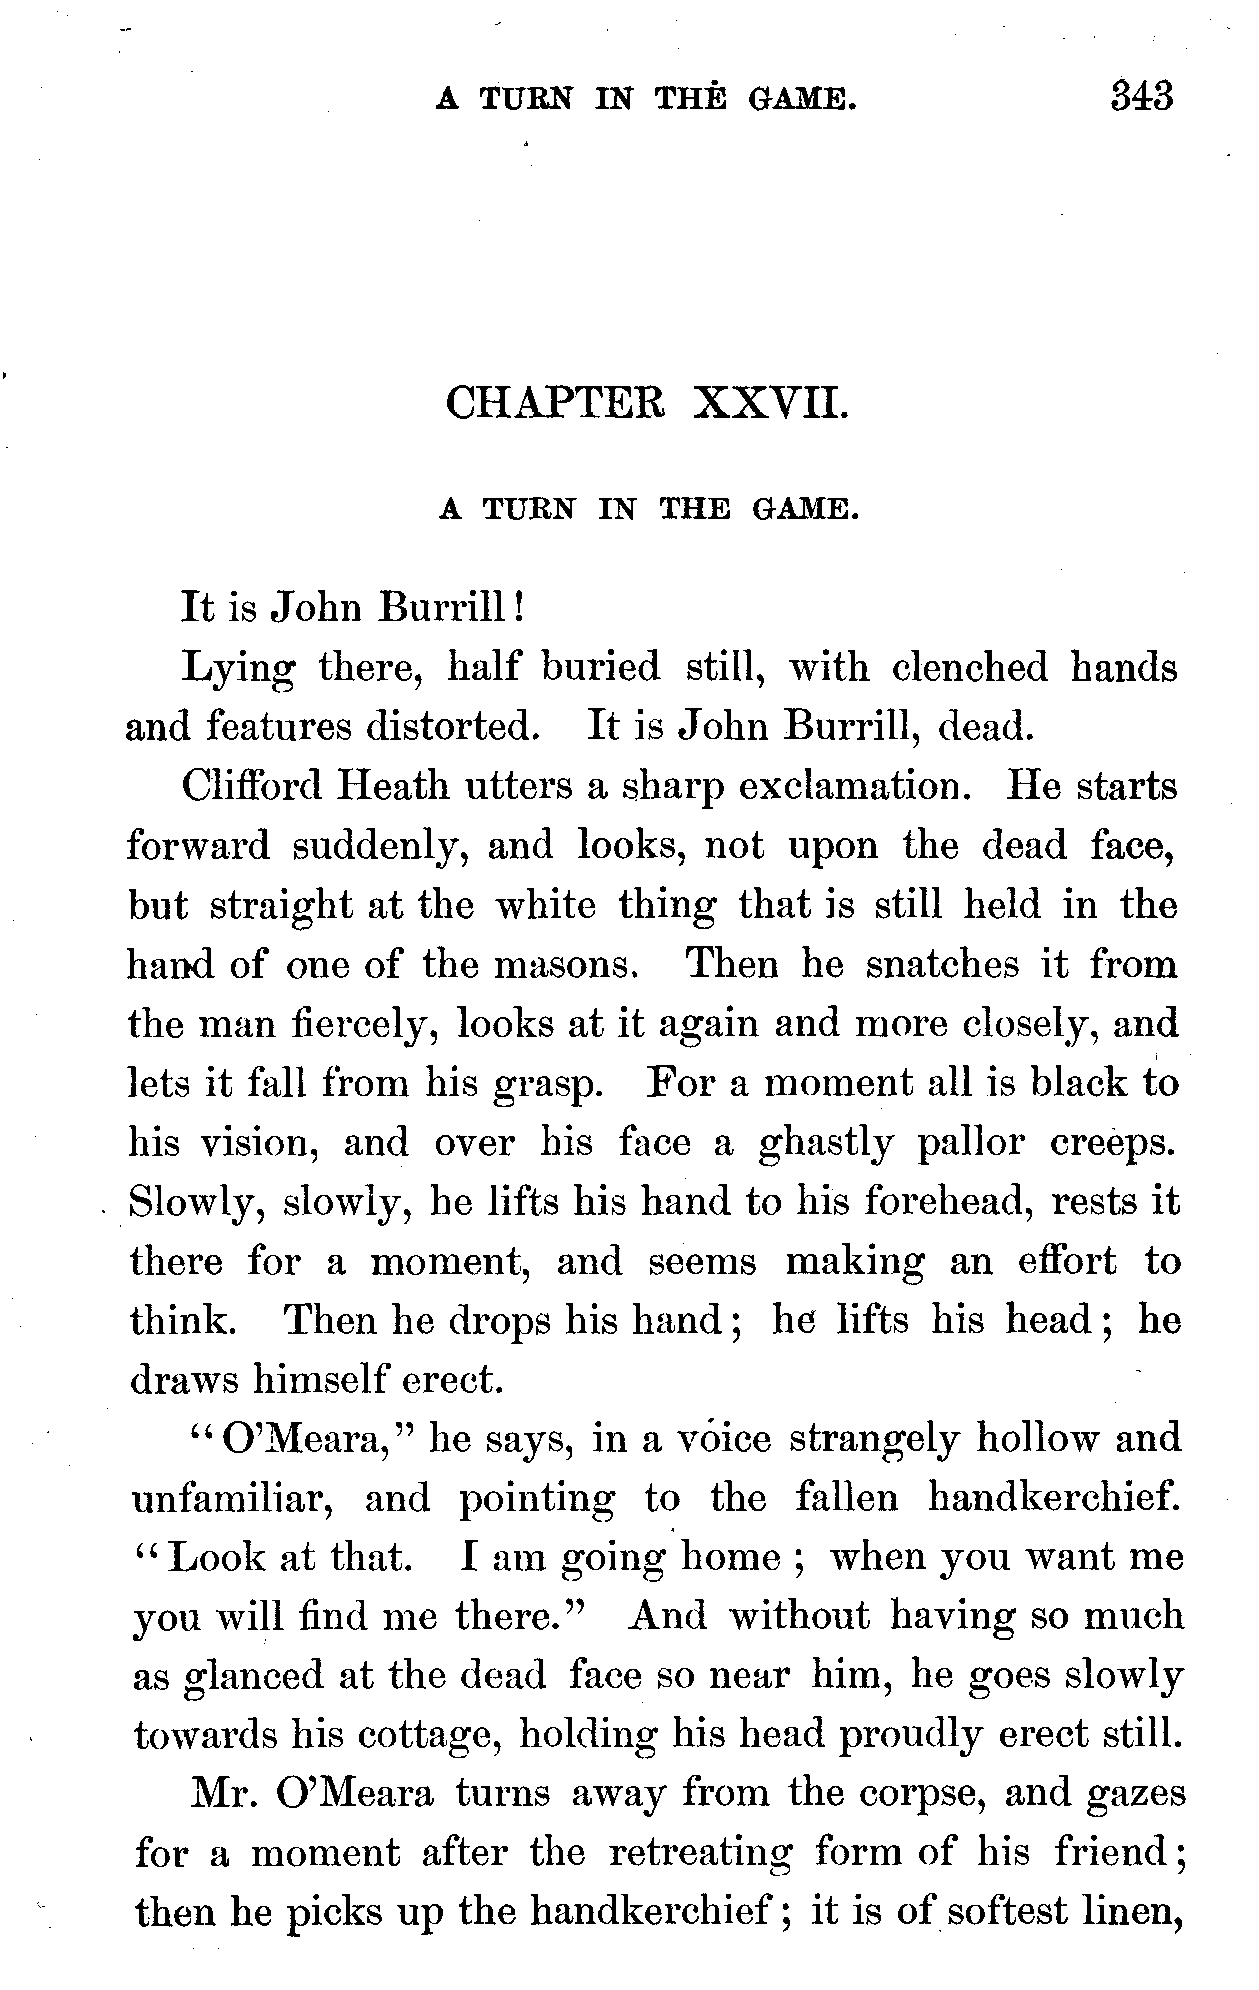 A TURN IN THE GAME. 343
CHAPTER XXVII.
A TURN IN THE GAME.
It is John Burrill!
Lying there, half buried still, with clenched hands
and features distorted. It is John Burrill, dead.
Clifford Heath utters a sharp exclamation. He starts
forward suddenly, and looks, not upon the dead face,
but straight at the white thing that is still held in the
hand of one of the masons. Then he snatches it from
the man fiercely, looks at it again and more closely, and
lets it fall from his grasp. For a moment all is black to
his vision, and over his face a ghastly pallor creeps.
Slowly, slowly, he lifts his hand to his forehead, rests it
there for a moment, and seems making an effort to
think. Then he drops his hand; he lifts his head; he
draws himself erect.
"O'Meara," he says, in a voice strangely hollow and
unfamiliar, and pointing to the fallen handkerchief.
"Look at that. I am going home; when you want me
you will find me there." And without having so much
as glanced at the dead face so near him, he goes slowly
towards his cottage, holding his head proudly erect still.
Mr. O'Meara turns away from the corpse, and gazes
for a moment after the retreating form of his friend;
then he picks up the handkerchief; it is of softest linen,